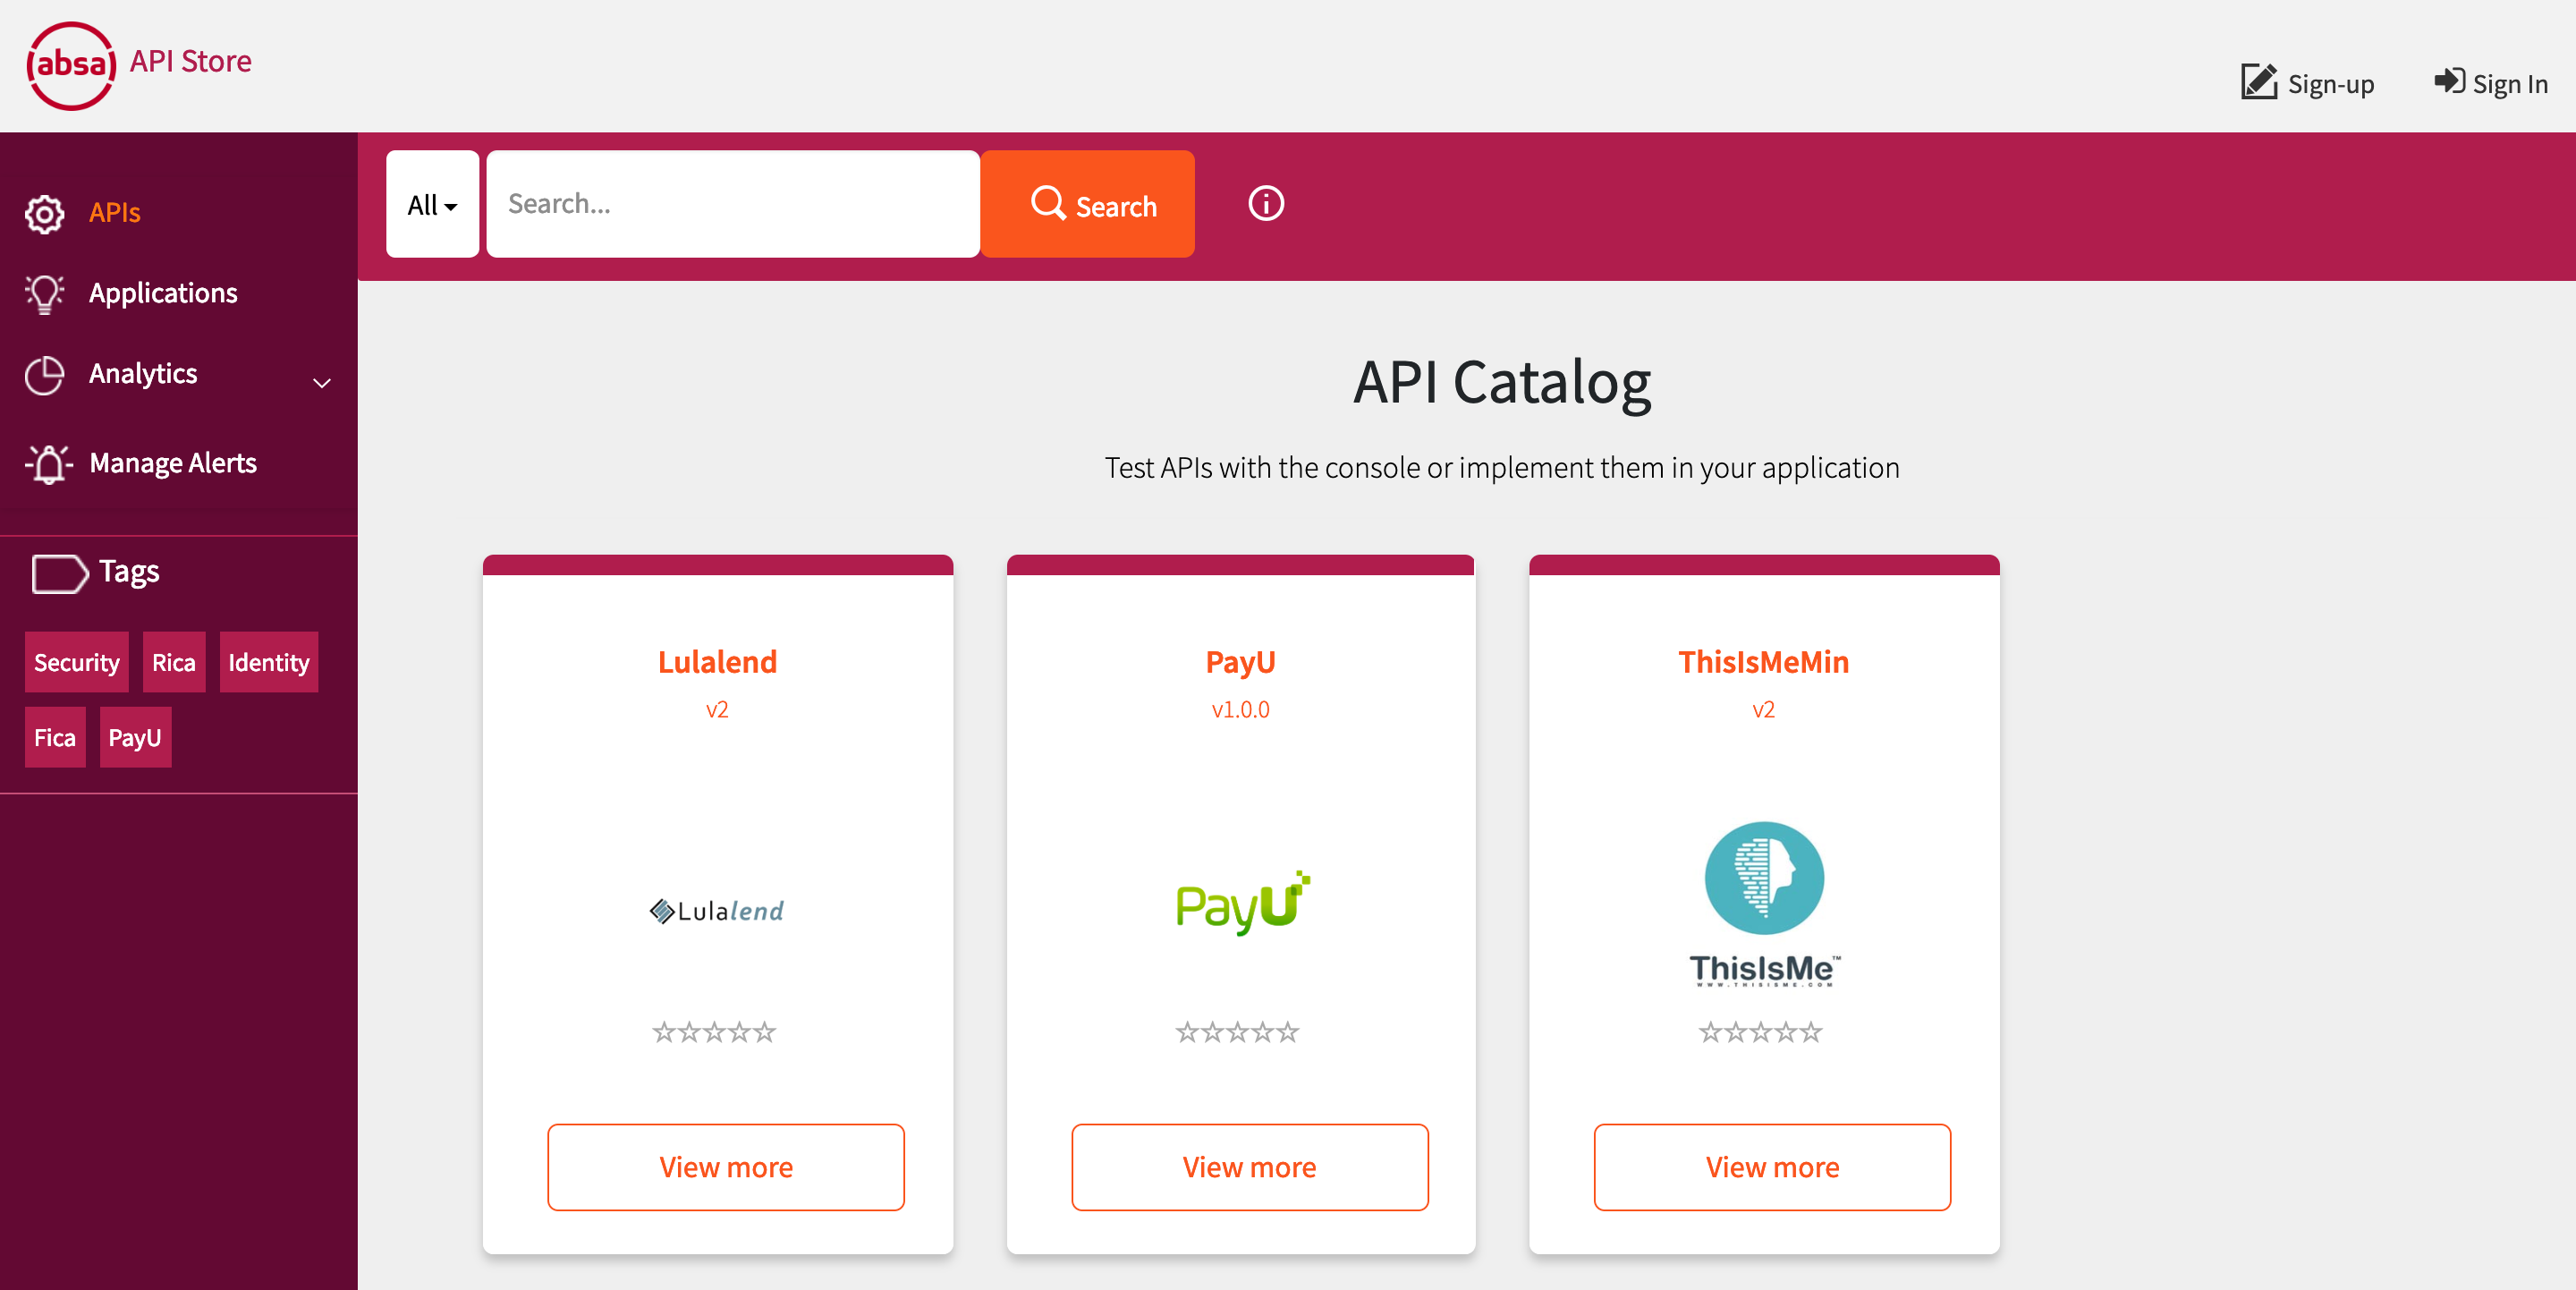 absa API Store
Sign-up Sign In
All Search... Search
APIs
Applications
Analytics
Manage Alerts
Tags
Security Rica Identity
Fica PayU
API Catalog
Test APIs with the console or implement them in your application
Lulalend
v2
Lulalend
View more
PayU
v1.0.0
PayU
View more
ThisIsMeMin
v2
ThisIsMe™
WWW.THISISME.COM
View more